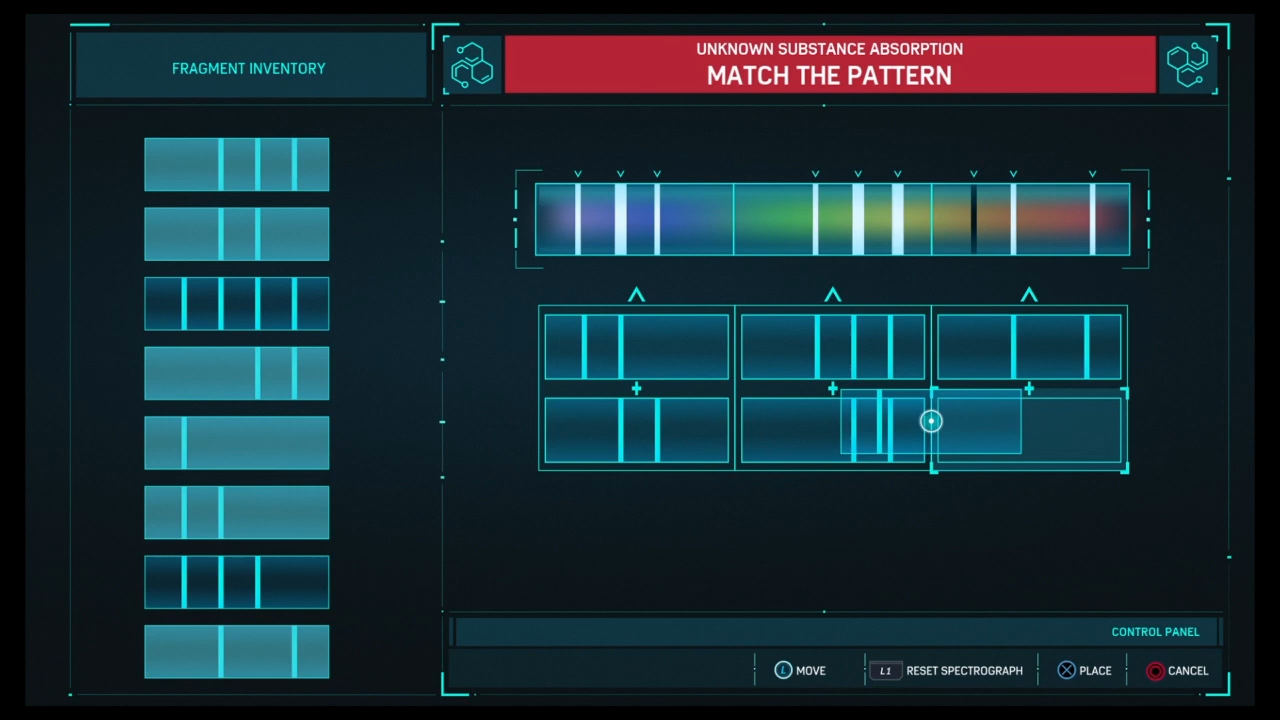 FRAGMENT INVENTORY
UNKNOWN SUBSTANCE ABSORPTION
MATCH THE PATTERN
CONTROL PANEL
L MOVE
L1 RESET SPECTROGRAPH
PLACE
CANCEL